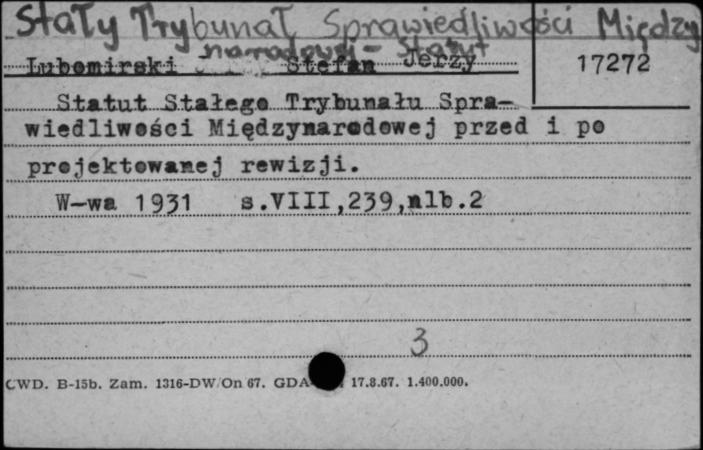 Stały Trybunał Sprawiedliwości Między
narodowej - Statut
Lubomirski Stefan Jerzy
17272
Statut Stałego Trybunału Spra-
wiedliwości Międzynarodowej przed i po
projektowanej rewizji.
W-wa 1931 s.VIII,239,nlb.2
3
CWD. B-15b. Zam. 1316-DW/On 67. GDA 17.8.67. 1.400.000.